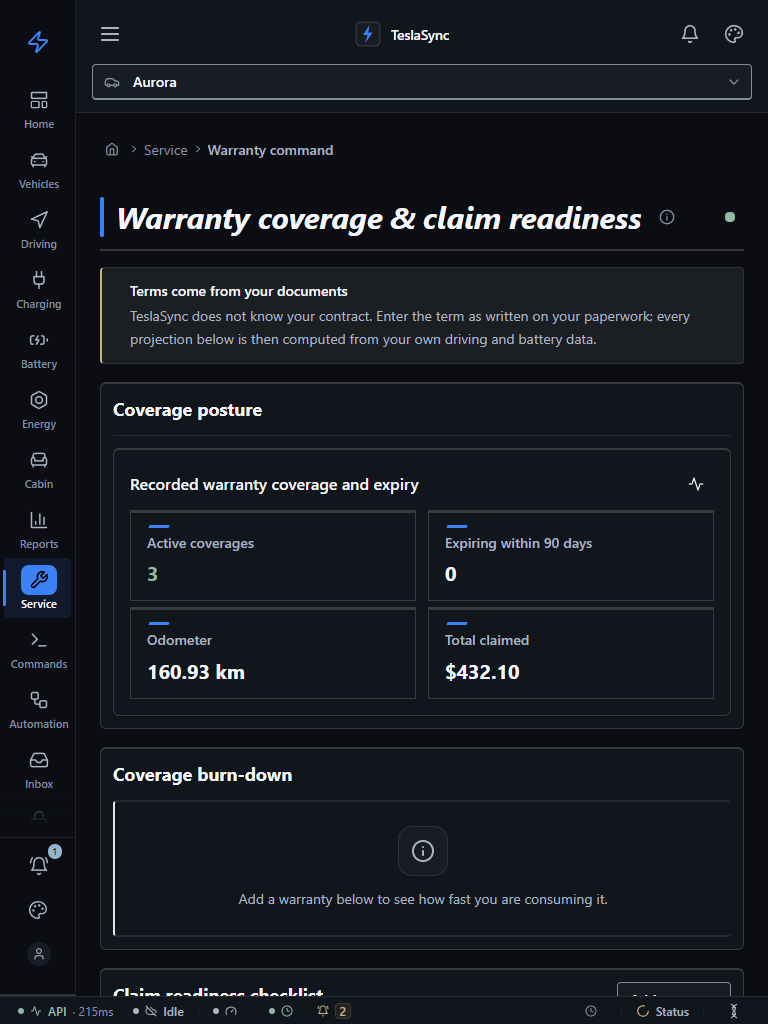 TeslaSync
Aurora
Home
Vehicles
Driving
Charging
Battery
Energy
Cabin
Reports
Service
Commands
Automation
Inbox
1
Service
Warranty command
Warranty coverage & claim readiness
Terms come from your documents
TeslaSync does not know your contract. Enter the term as written on your paperwork; every
projection below is then computed from your own driving and battery data.
Coverage posture
Recorded warranty coverage and expiry
Active coverages
3
Expiring within 90 days
0
Odometer
160.93 km
Total claimed
$432.10
Coverage burn-down
Add a warranty below to see how fast you are consuming it.
Claim readiness checklist
API · 215ms
Idle
2
Status